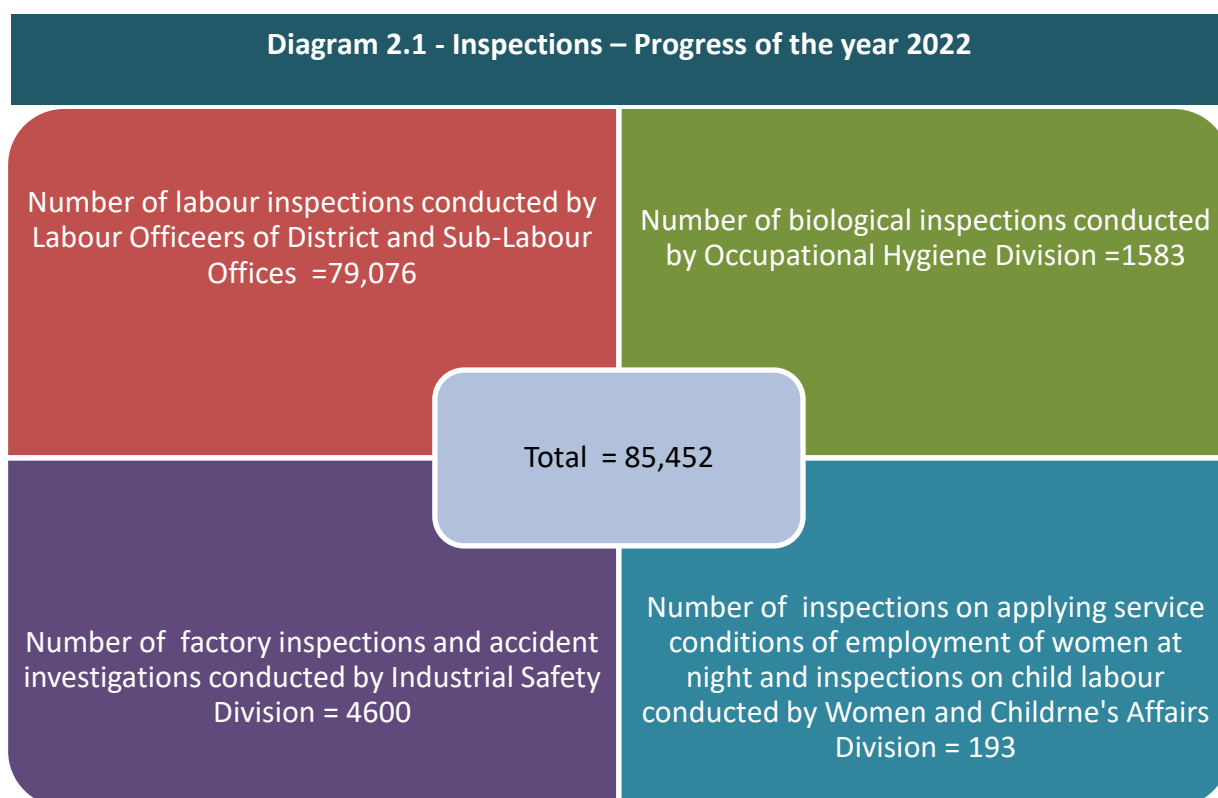 Diagram 2.1 - Inspections – Progress of the year 2022
Number of labour inspections conducted by
Labour Officeers of District and Sub-Labour
Offices =79,076
Number of biological inspections conducted
by Occupational Hygiene Division =1583
Total = 85,452
Number of factory inspections and accident
investigations conducted by Industrial Safety
Division = 4600
Number of inspections on applying service
conditions of employment of women at
night and inspections on child labour
conducted by Women and Childrne's Affairs
Division = 193